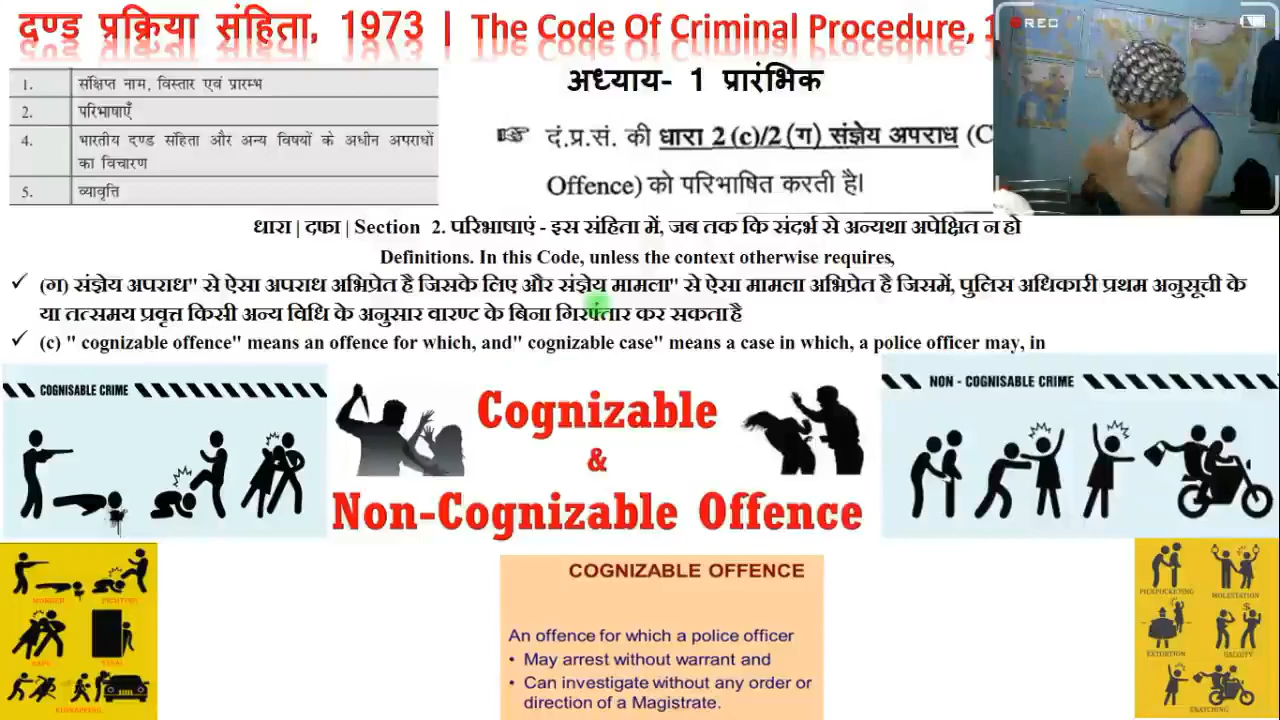 दण्ड प्रक्रिया संहिता, 1973 | The Code Of Criminal Procedure, 1
REC
1. संक्षिप्त नाम, विस्तार एवं प्रारम्भ
2. परिभाषाएँ
4. भारतीय दण्ड संहिता और अन्य विषयों के अधीन अपराधों
का विचारण
5. व्यावृत्ति
अध्याय- 1 प्रारंभिक
दं.प्र.सं. की धारा 2 (c)/2 (ग) संज्ञेय अपराध (C
Offence) को परिभाषित करती है।
धारा | दफा | Section 2. परिभाषाएं - इस संहिता में, जब तक कि संदर्भ से अन्यथा अपेक्षित न हो
Definitions. In this Code, unless the context otherwise requires,
✓ (ग) संज्ञेय अपराध" से ऐसा अपराध अभिप्रेत है जिसके लिए और संज्ञेय मामला" से ऐसा मामला अभिप्रेत है जिसमें, पुलिस अधिकारी प्रथम अनुसूची के
या तत्समय प्रवृत्त किसी अन्य विधि के अनुसार वारण्ट के बिना गिरफ्तार कर सकता है
✓ (c) " cognizable offence" means an offence for which, and" cognizable case" means a case in which, a police officer may, in
COGNISABLE CRIME
Cognizable
&
Non-Cognizable Offence
NON - COGNISABLE CRIME
MURDER
KIDNAPPING
COGNIZABLE OFFENCE
An offence for which a police officer
• May arrest without warrant and
• Can investigate without any order or
direction of a Magistrate.
PICKPOCKETING MOLESTATION
EXTORTION
SNATCHING